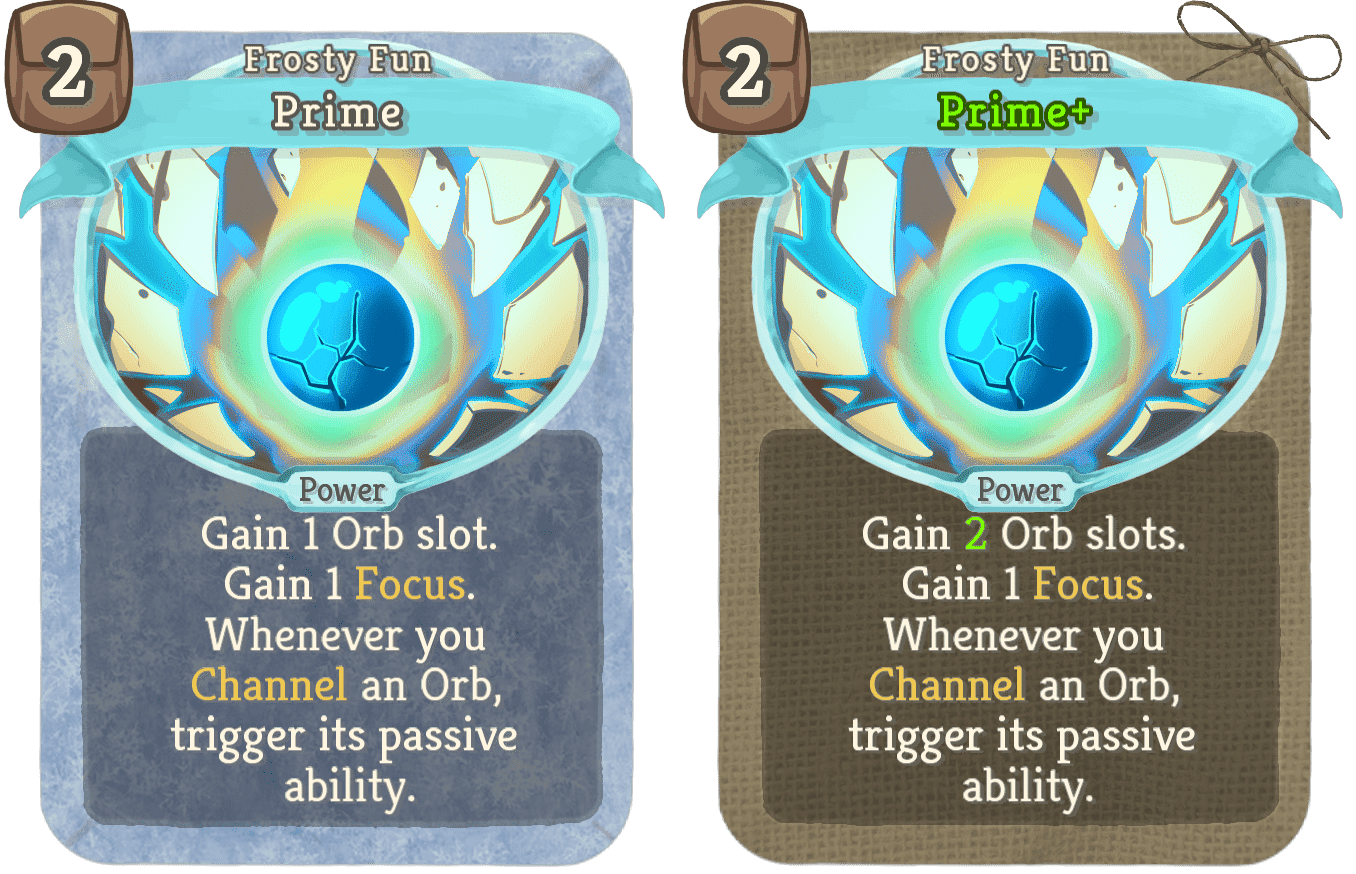 2
Frosty Fun
Prime
Power
Gain 1 Orb slot.
Gain 1 Focus.
Whenever you
Channel an Orb,
trigger its passive
ability.
2
Frosty Fun
Prime+
Power
Gain 2 Orb slots.
Gain 1 Focus.
Whenever you
Channel an Orb,
trigger its passive
ability.